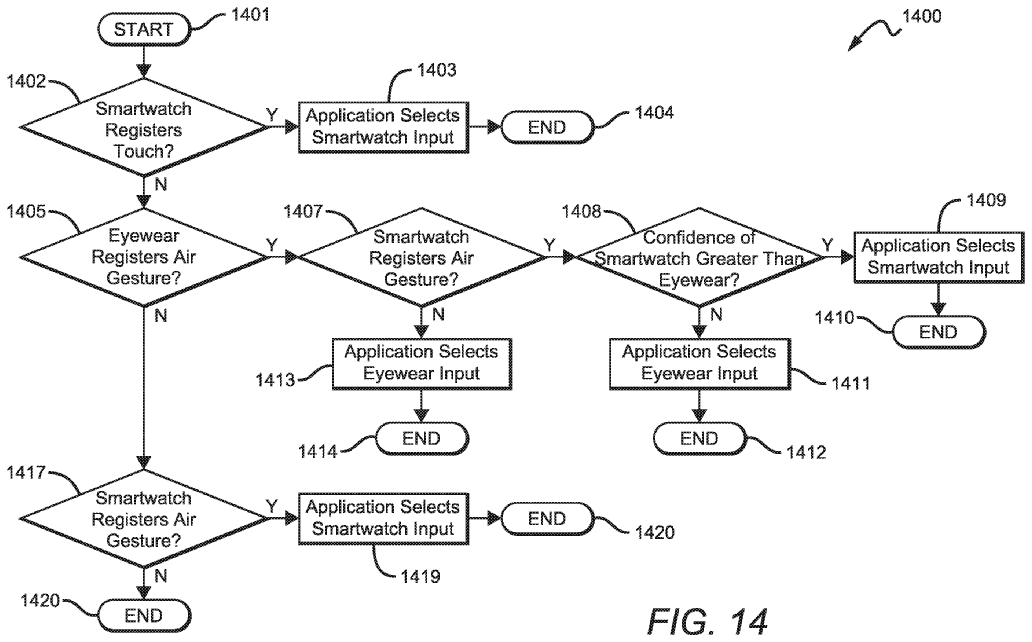 START
1401
1400
1402
Smartwatch
Registers
Touch?
Y
1403
Application Selects
Smartwatch Input
END
1404
N
1405
Eyewear
Registers Air
Gesture?
Y
1407
Smartwatch
Registers Air
Gesture?
Y
1408
Confidence of
Smartwatch Greater Than
Eyewear?
Y
1409
Application Selects
Smartwatch Input
1410
END
N
N
N
1413
Application Selects
Eyewear Input
Application Selects
Eyewear Input
1411
1414
END
END
1412
1417
Smartwatch
Registers Air
Gesture?
Y
Application Selects
Smartwatch Input
1419
END
1420
N
1420
END
FIG. 14